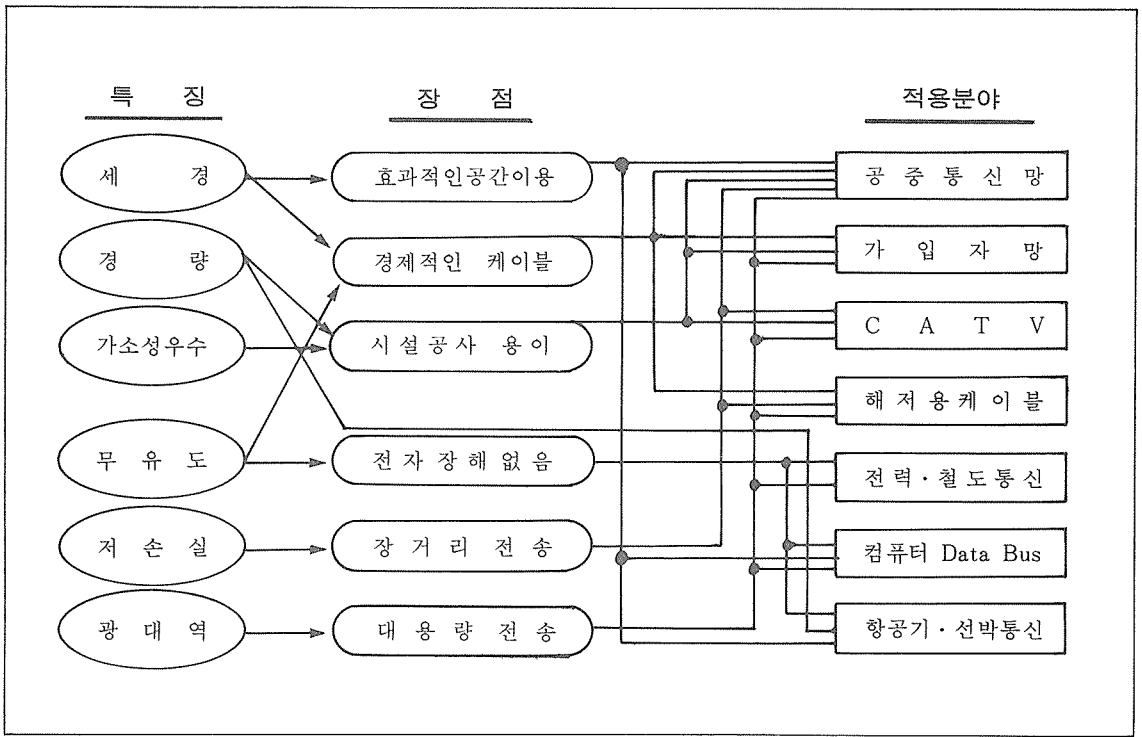 특 징
장 점
적용분야
세 경
효과적인공간이용
공중통신망
경 량
경제적인 케이블
가 입 자 망
가소성우수
시설공사 용이
C A T V
해저용케이블
무 유 도
전자장해없음
전력·철도통신
저 손 실
장 거 리 전 송
컴퓨터 Data Bus
광 대 역
대 용 량 전 송
항공기·선박통신